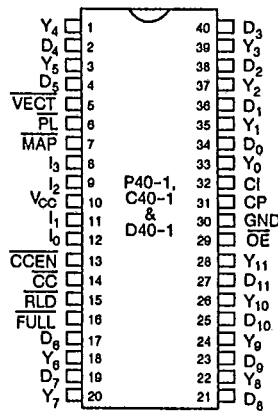 Y4 1 40 D3
D4 2 39 Y3
Y5 3 38 D2
D5 4 37 Y2
VECT 5 36 D1
PL 6 35 Y1
MAP 7 34 D0
I3 8 33 Y0
I2 9 P40-1, 32 CI
VCC 10 C40-1 31 CP
I1 11 & 30 GND
I0 12 D40-1 29 OE
CCEN 13 28 Y11
CC 14 27 D11
RLD 15 26 Y10
FULL 16 25 D10
D6 17 24 Y9
Y6 18 23 D9
D7 19 22 Y8
Y7 20 21 D8